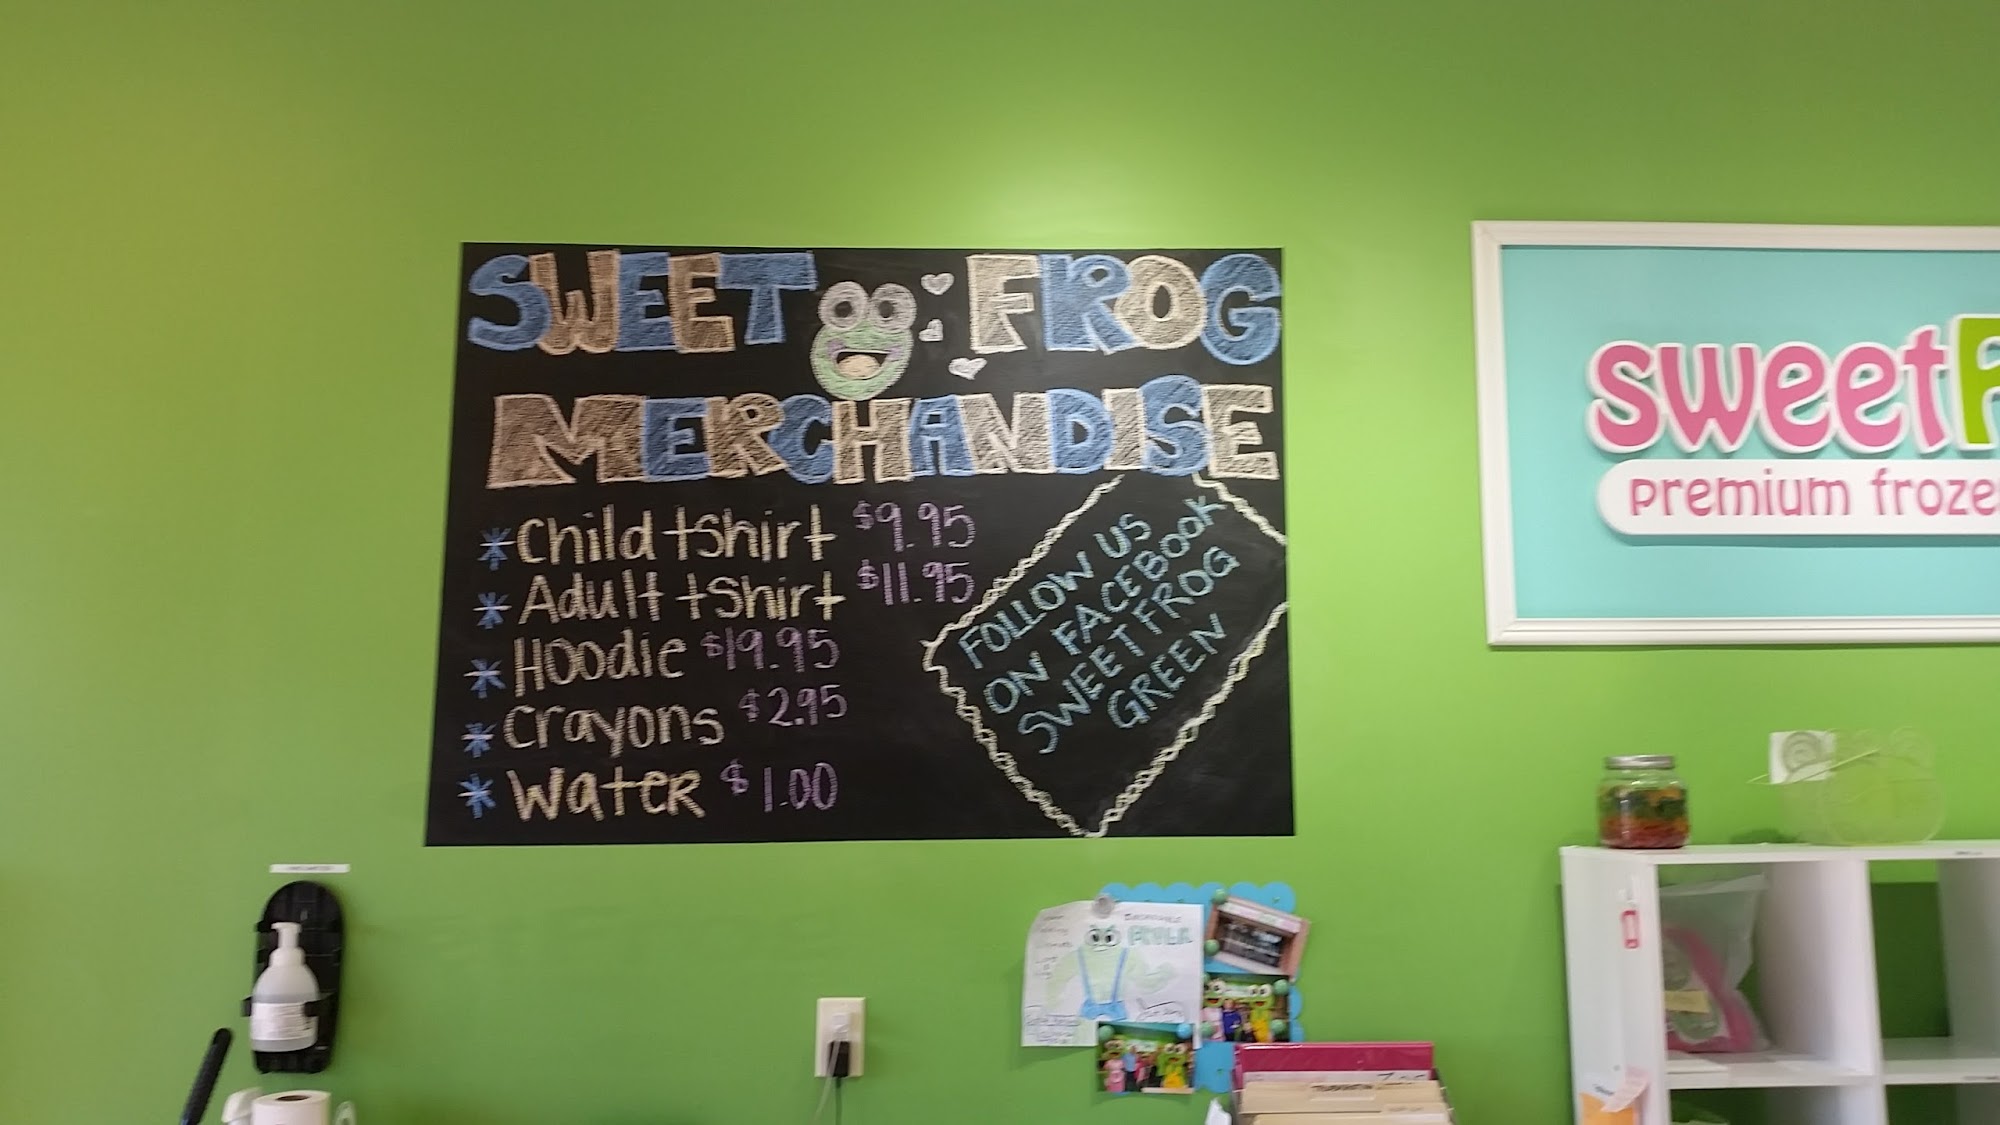 SWEET FROG
MERCHANDISE
* Child tshirt $9.95
* Adult tshirt $11.95
* Hoodie $19.95
* Crayons $2.95
* Water $1.00
FOLLOW US
ON FACEBOOK
SWEET FROG
GREEN
sweetF
premium froze